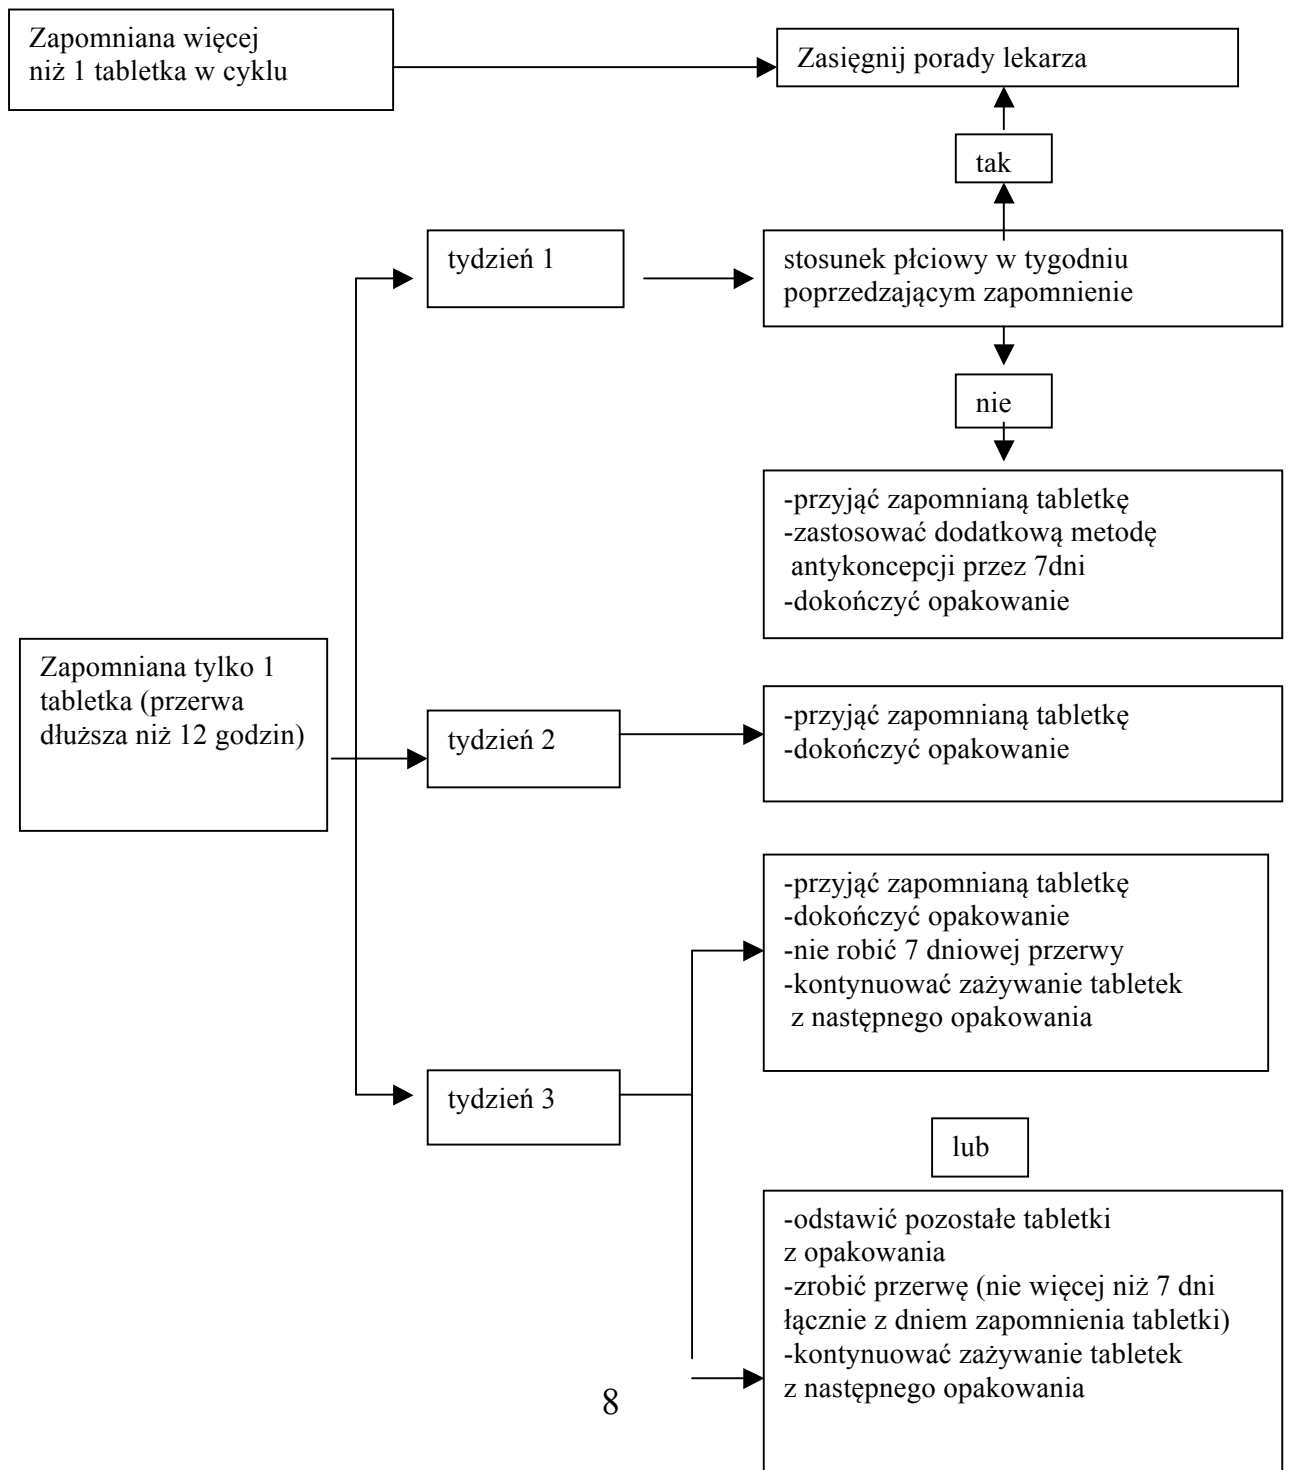 Zapomniana więcej
niż 1 tabletka w cyklu
Zasięgnij porady lekarza
tak
tydzień 1
stosunek płciowy w tygodniu
poprzedzającym zapomnienie
nie
-przyjąć zapomnianą tabletkę
-zastosować dodatkową metodę
antykoncepcji przez 7dni
-dokończyć opakowanie
Zapomniana tylko 1
tabletka (przerwa
dłuższa niż 12 godzin)
tydzień 2
-przyjąć zapomnianą tabletkę
-dokończyć opakowanie
-przyjąć zapomnianą tabletkę
-dokończyć opakowanie
-nie robić 7 dniowej przerwy
-kontynuować zażywanie tabletek
z następnego opakowania
tydzień 3
lub
-odstawić pozostałe tabletki
z opakowania
-zrobić przerwę (nie więcej niż 7 dni
łącznie z dniem zapomnienia tabletki)
-kontynuować zażywanie tabletek
z następnego opakowania
8